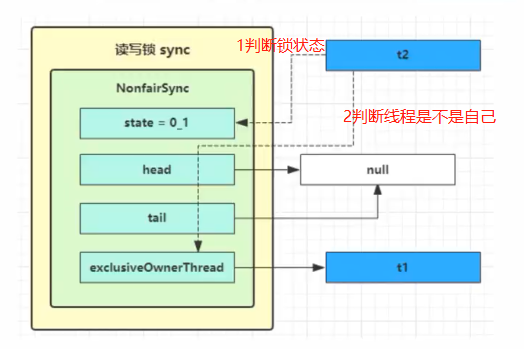 读写锁 sync
1判断锁状态
t2
NonfairSync
state = 0_1
2判断线程是不是自己
head
null
tail
exclusiveOwnerThread
t1